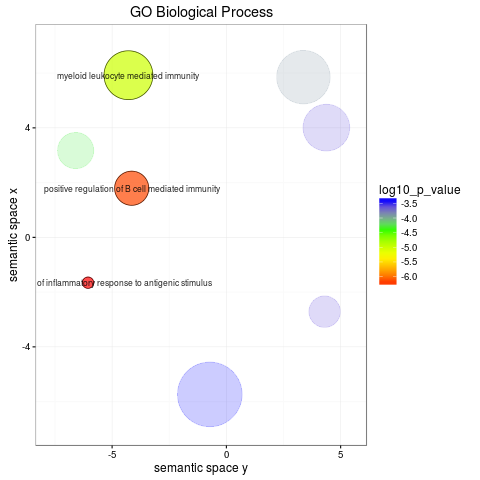 GO Biological Process
myeloid leukocyte mediated immunity
positive regulation of B cell mediated immunity
of inflammatory response to antigenic stimulus
4
0
-4
-5
0
5
semantic space x
semantic space y
log10_p_value
-3.5
-4.0
-4.5
-5.0
-5.5
-6.0